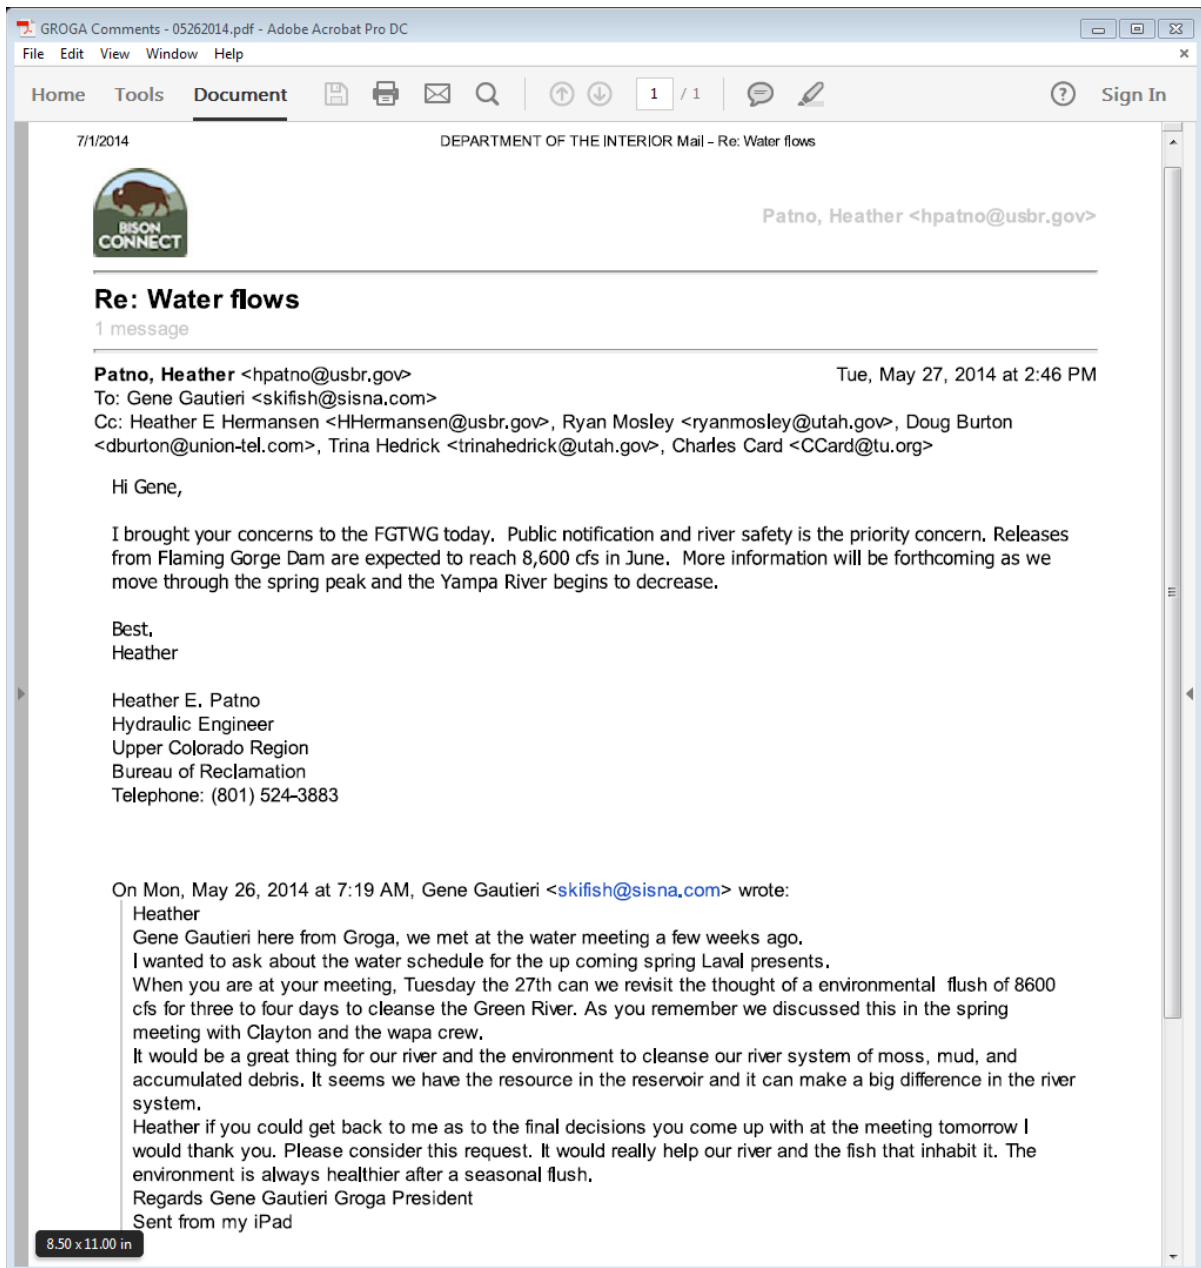 GROGA Comments - 05262014.pdf - Adobe Acrobat Pro DC
File Edit View Window Help
Home Tools Document 1 / 1 Sign In
7/1/2014 DEPARTMENT OF THE INTERIOR Mail - Re: Water flows
BISON
CONNECT
Patno, Heather <hpatno@usbr.gov>
Re: Water flows
1 message
Patno, Heather <hpatno@usbr.gov> Tue, May 27, 2014 at 2:46 PM
To: Gene Gautieri <skifish@sisna.com>
Cc: Heather E Hermansen <HHermansen@usbr.gov>, Ryan Mosley <ryanmosley@utah.gov>, Doug Burton
<dburton@union-tel.com>, Trina Hedrick <trinahedrick@utah.gov>, Charles Card <CCard@tu.org>
Hi Gene,
I brought your concerns to the FGTWG today. Public notification and river safety is the priority concern. Releases
from Flaming Gorge Dam are expected to reach 8,600 cfs in June. More information will be forthcoming as we
move through the spring peak and the Yampa River begins to decrease.
Best,
Heather
Heather E. Patno
Hydraulic Engineer
Upper Colorado Region
Bureau of Reclamation
Telephone: (801) 524-3883
On Mon, May 26, 2014 at 7:19 AM, Gene Gautieri <skifish@sisna.com> wrote:
Heather
Gene Gautieri here from Groga, we met at the water meeting a few weeks ago.
I wanted to ask about the water schedule for the up coming spring Laval presents.
When you are at your meeting, Tuesday the 27th can we revisit the thought of a environmental flush of 8600
cfs for three to four days to cleanse the Green River. As you remember we discussed this in the spring
meeting with Clayton and the wapa crew.
It would be a great thing for our river and the environment to cleanse our river system of moss, mud, and
accumulated debris. It seems we have the resource in the reservoir and it can make a big difference in the river
system.
Heather if you could get back to me as to the final decisions you come up with at the meeting tomorrow I
would thank you. Please consider this request. It would really help our river and the fish that inhabit it. The
environment is always healthier after a seasonal flush.
Regards Gene Gautieri Groga President
Sent from my iPad
8.50 x 11.00 in